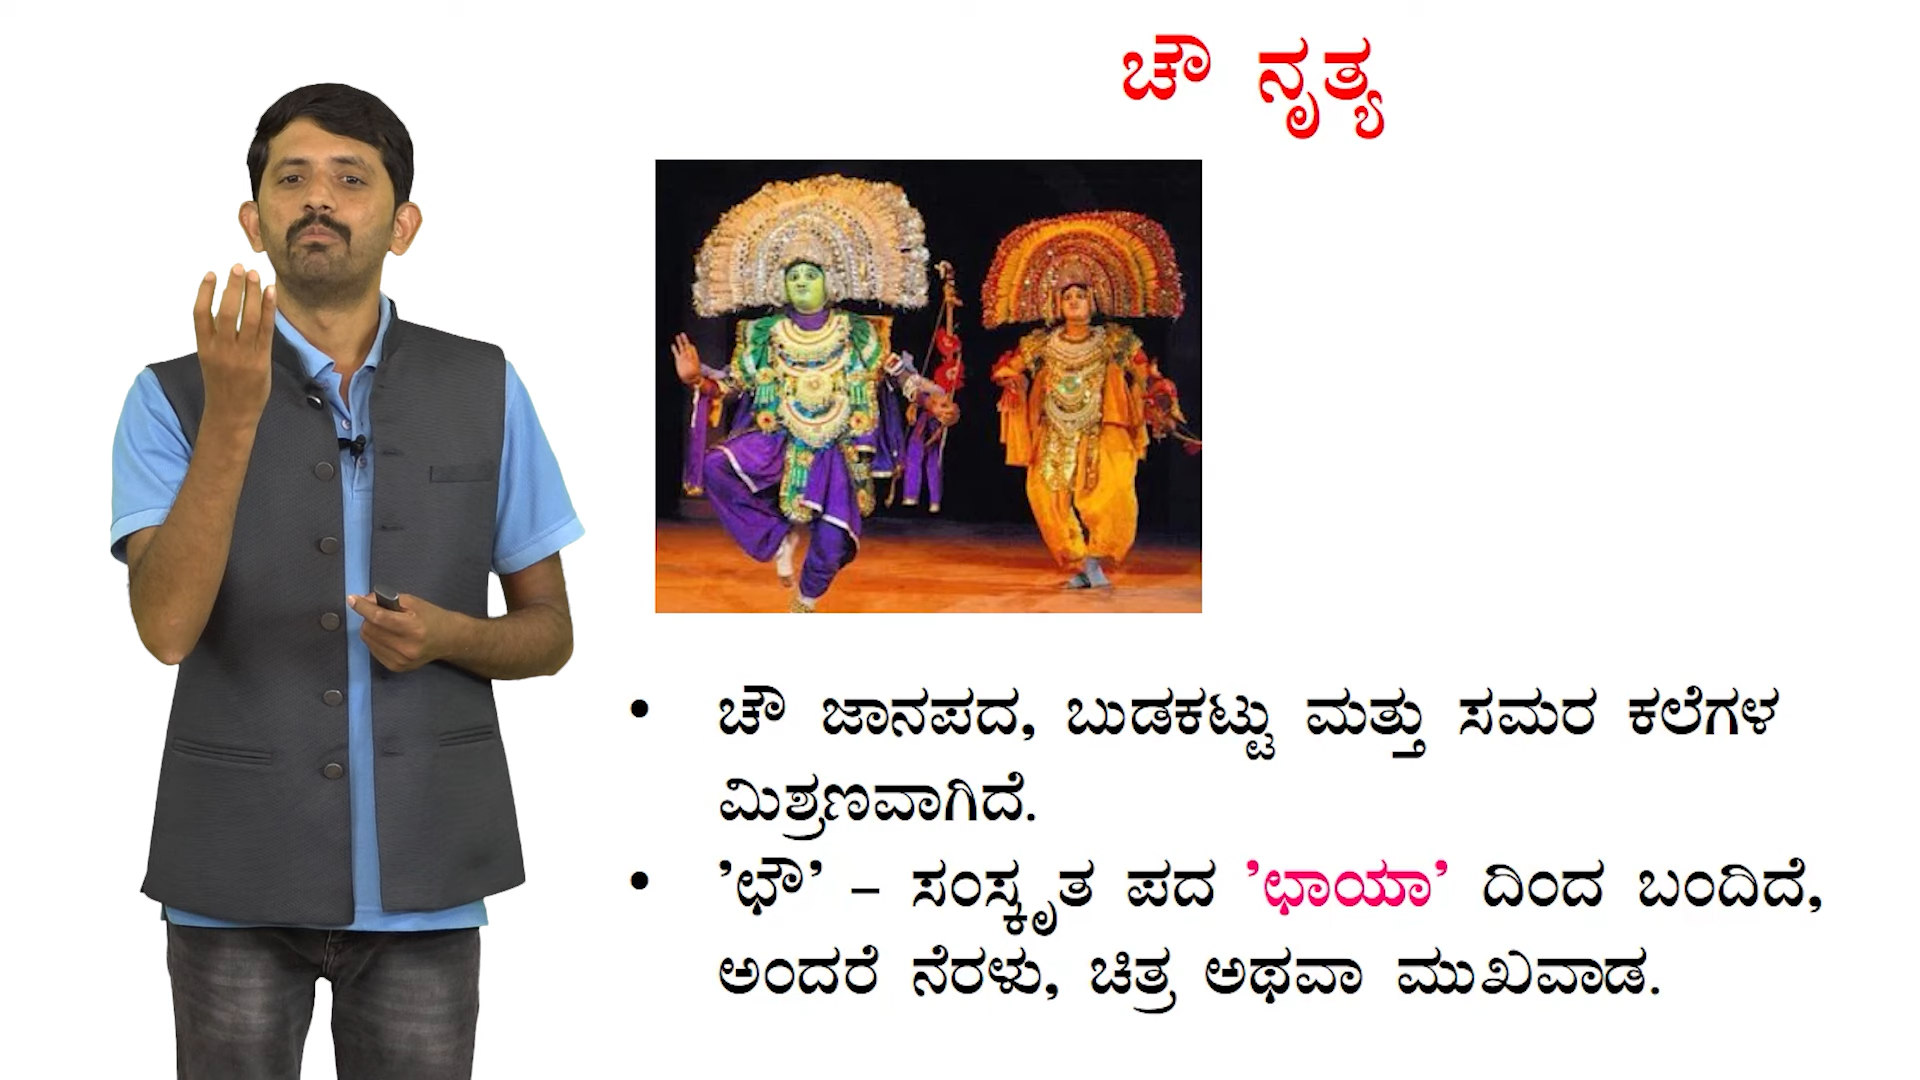 ಚೌ ನೃತ್ಯ
• ಚೌ ಜಾನಪದ, ಬುಡಕಟ್ಟು ಮತ್ತು ಸಮರ ಕಲೆಗಳ
ಮಿಶ್ರಣವಾಗಿದೆ.
• ’ಛೌ’ – ಸಂಸ್ಕೃತ ಪದ ’ಛಾಯಾ’ ದಿಂದ ಬಂದಿದೆ,
ಅಂದರೆ ನೆರಳು, ಚಿತ್ರ ಅಥವಾ ಮುಖವಾಡ.